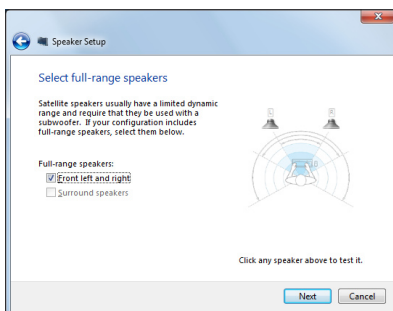 Speaker Setup
Select full-range speakers
Satellite speakers usually have a limited dynamic
range and require that they be used with a
subwoofer. If your configuration includes
full-range speakers, select them below.
Full-range speakers:
Front left and right
Surround speakers
L
R
Click any speaker above to test it.
Next
Cancel